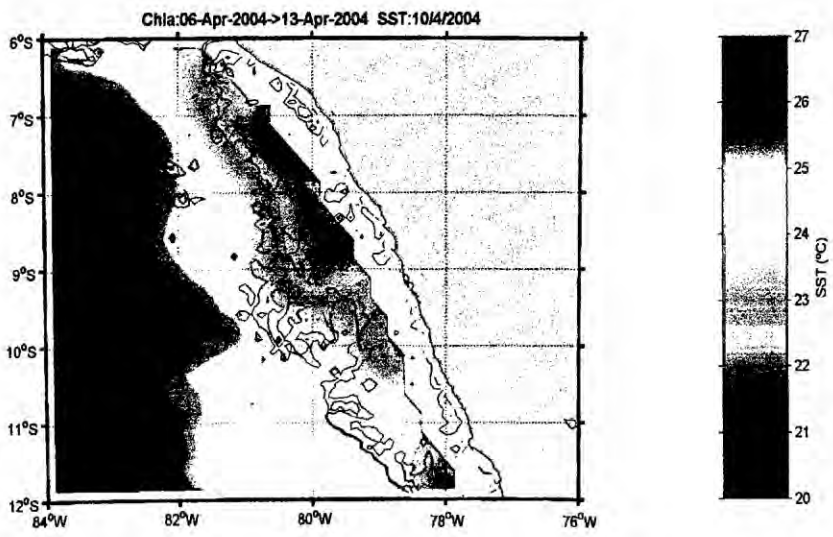 Chla:06-Apr-2004->13-Apr-2004 SST:10/4/2004
6°S
7°S
8°S
9°S
10°S
11°S
12°S
84°W
82°W
80°W
78°W
76°W
27
26
25
24
23
22
21
20
SST (°C)